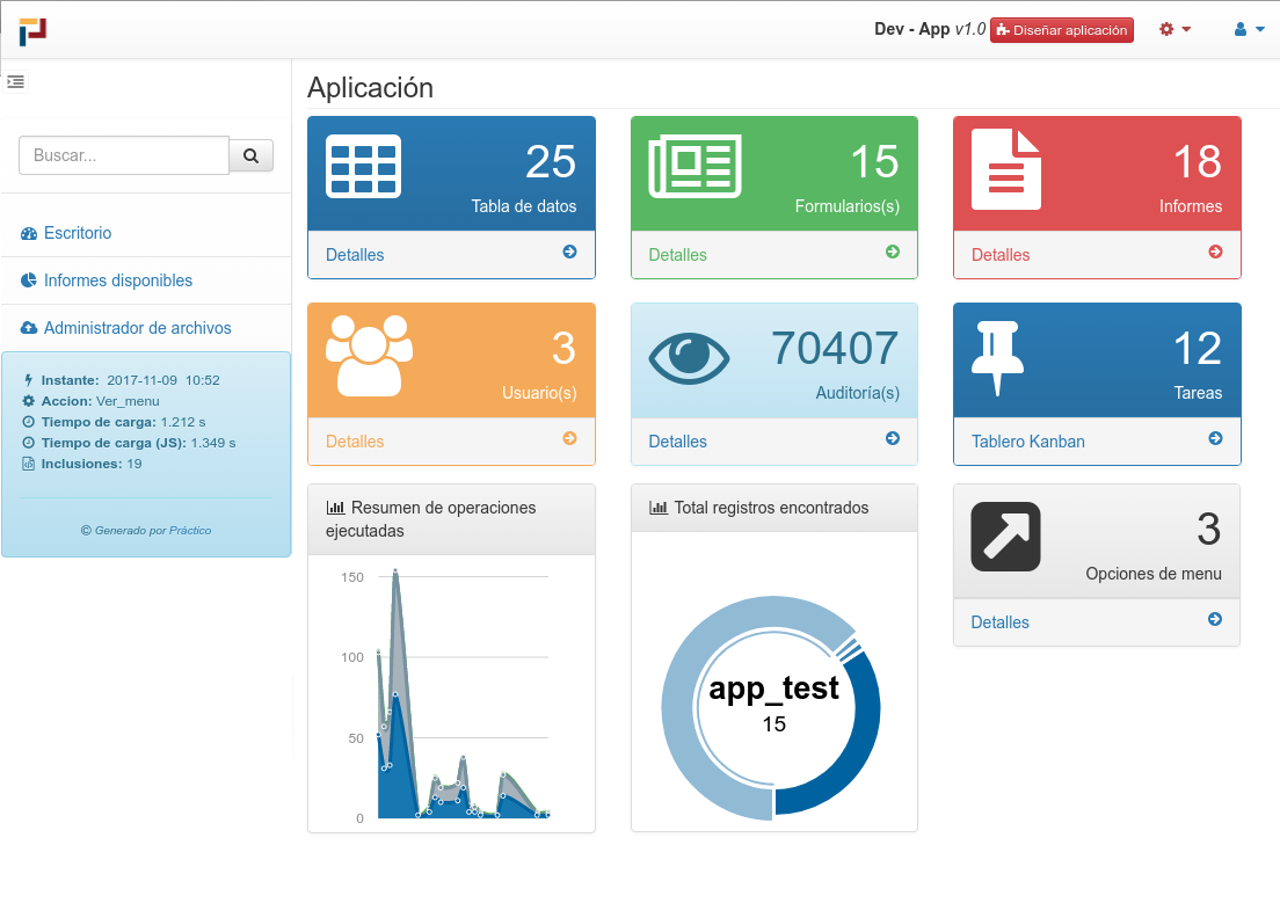 Dev - App v1.0 Diseñar aplicación
Aplicación
Buscar...
Escritorio
Informes disponibles
Administrador de archivos
Instante: 2017-11-09 10:52
Accion: Ver_menu
Tiempo de carga: 1.212 s
Tiempo de carga (JS): 1.349 s
Inclusiones: 19
© Generado por Práctico
25
Tabla de datos
Detalles
15
Formularios(s)
Detalles
18
Informes
Detalles
3
Usuario(s)
Detalles
70407
Auditoría(s)
Detalles
12
Tareas
Tablero Kanban
Resumen de operaciones
ejecutadas
150
100
50
0
Total registros encontrados
app_test
15
3
Opciones de menu
Detalles